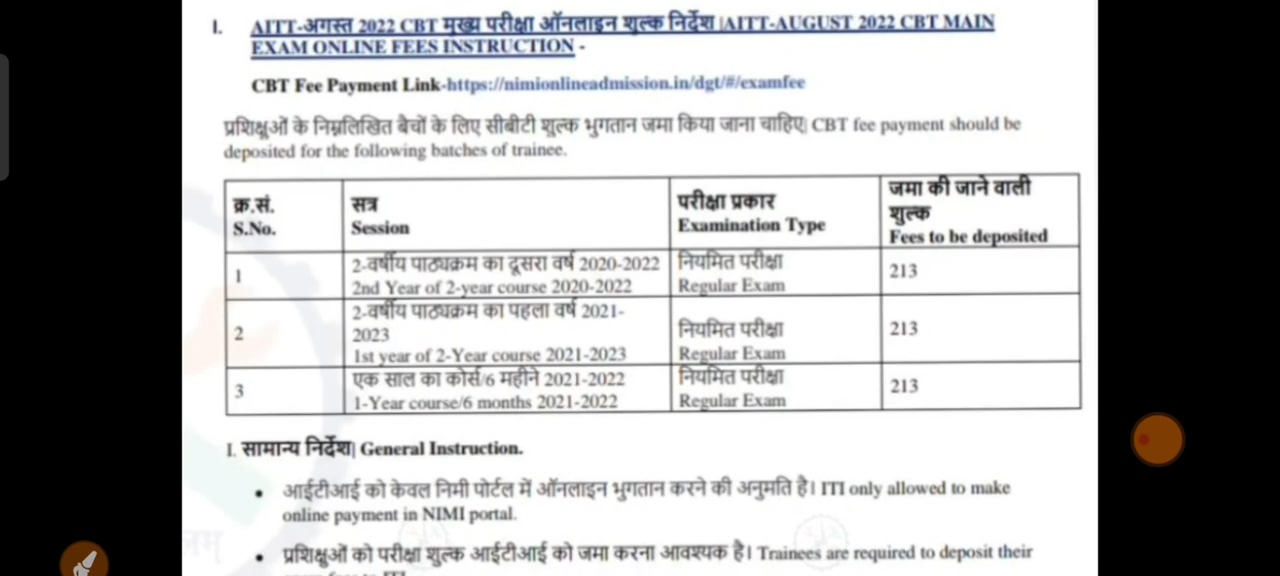 I. AITT-अगस्त 2022 CBT मुख्य परीक्षा ऑनलाइन शुल्क निर्देश |AITT-AUGUST 2022 CBT MAIN
EXAM ONLINE FEES INSTRUCTION -
CBT Fee Payment Link-https://nimionlineadmission.in/dgt/#/examfee
प्रशिक्षुओं के निम्नलिखित बैचों के लिए सीबीटी शुल्क भुगतान जमा किया जाना चाहिए| CBT fee payment should be
deposited for the following batches of trainee.
क्र.सं. सत्र परीक्षा प्रकार जमा की जाने वाली
शुल्क
S.No. Session Examination Type Fees to be deposited
1 2-वर्षीय पाठ्यक्रम का दूसरा वर्ष 2020-2022 नियमित परीक्षा 213
2nd Year of 2-year course 2020-2022 Regular Exam
2 2-वर्षीय पाठ्यक्रम का पहला वर्ष 2021-
2023 नियमित परीक्षा 213
1st year of 2-Year course 2021-2023 Regular Exam
3 एक साल का कोर्स/6 महीने 2021-2022 नियमित परीक्षा 213
1-Year course/6 months 2021-2022 Regular Exam
I. सामान्य निर्देश| General Instruction.
• आईटीआई को केवल निमी पोर्टल में ऑनलाइन भुगतान करने की अनुमति है। ITI only allowed to make
online payment in NIMI portal.
• प्रशिक्षुओं को परीक्षा शुल्क आईटीआई को जमा करना आवश्यक है। Trainees are required to deposit their